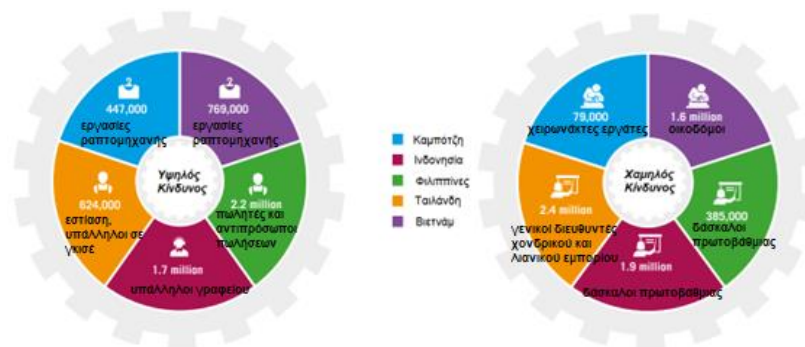 2
447,000
εργασίες
ραπτομηχανής
2
769,000
εργασίες
ραπτομηχανής
Υψηλός
Κίνδυνος
624,000
εστίαση,
υπάλληλοι σε
γκισέ
2.2 million
πωλητές και
αντιπρόσωποι
πωλήσεων
1.7 million
υπάλληλοι γραφείου
Καμπότζη
Ινδονησία
Φιλιππίνες
Ταϊλάνδη
Βιετνάμ
79,000
χειρωνάκτες εργάτες
1.6 million
οικοδόμοι
Χαμηλός
Κίνδυνος
2.4 million
γενικοί διευθυντές
χονδρικού και
λιανικού εμπορίου
385,000
δάσκαλοι
πρωτοβάθμιας
1.9 million
δάσκαλοι πρωτοβάθμιας